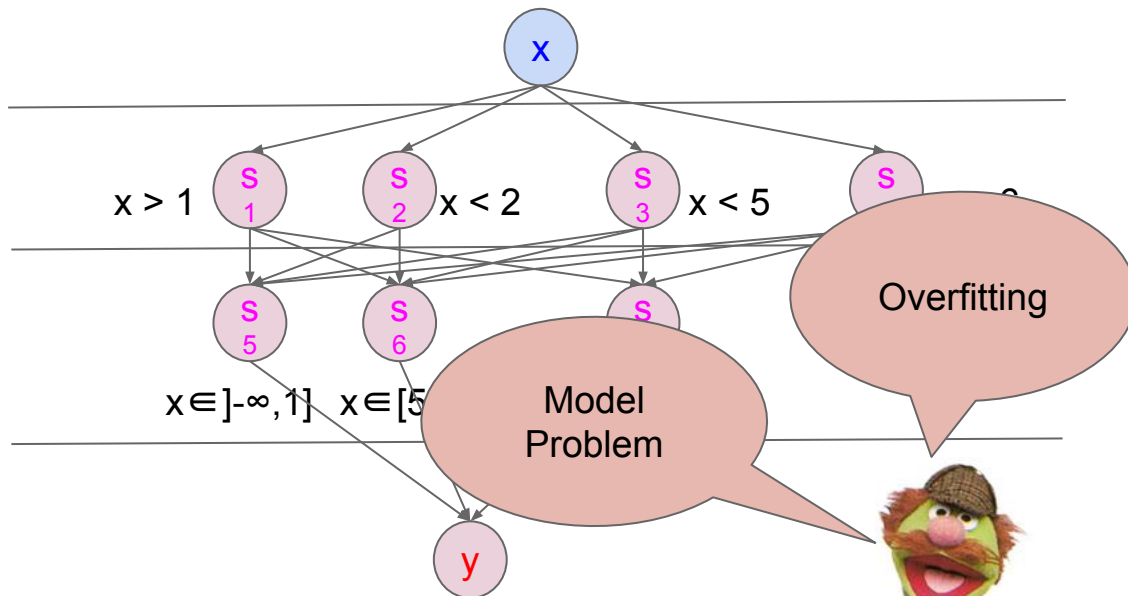 x
s
1
s
2
s
3
s
x > 1
x < 2
x < 5
Overfitting
s
5
s
6
s
x∈]-∞,1]
x∈[5
Model
Problem
y